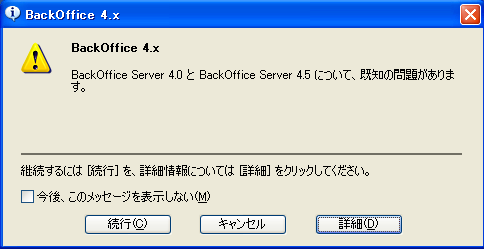 BackOffice 4.x
BackOffice 4.x
BackOffice Server 4.0 と BackOffice Server 4.5 について、既知の問題がありま
す。
継続するには [続行] を、詳細情報については [詳細] をクリックしてください。
今後、このメッセージを表示しない(M)
続行(C) キャンセル 詳細(D)